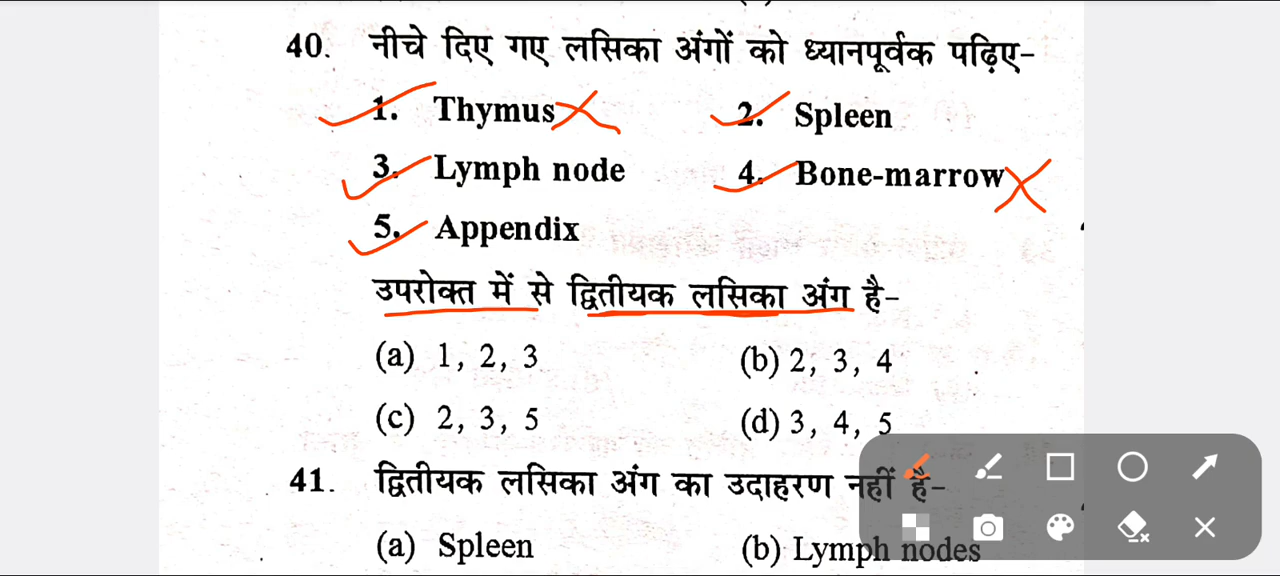 40. नीचे दिए गए लसिका अंगों को ध्यानपूर्वक पढ़िए-
1. Thymus 2. Spleen
3. Lymph node 4. Bone-marrow
5. Appendix
उपरोक्त में से द्वितीयक लसिका अंग है-
(a) 1, 2, 3 (b) 2, 3, 4
(c) 2, 3, 5 (d) 3, 4, 5
41. द्वितीयक लसिका अंग का उदाहरण नहीं है-
(a) Spleen (b) Lymph nodes